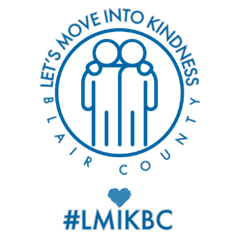 LET'S MOVE INTO KINDNESS
BLAIR COUNTY
#LMIKBC